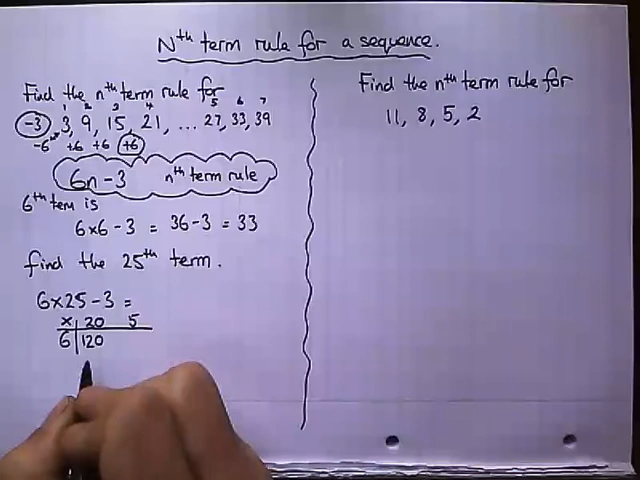 Nth term rule for a sequence.
Find the nth term rule for
1 2 3 4 5 6 7
-3 3, 9, 15, 21, ... 27, 33, 39
-6 +6 +6 +6
6n - 3 nth term rule
6th term is
6×6 - 3 = 36 - 3 = 33
find the 25th term.
6×25 - 3 =
× 20 5
6 120
Find the nth term rule for
11, 8, 5, 2